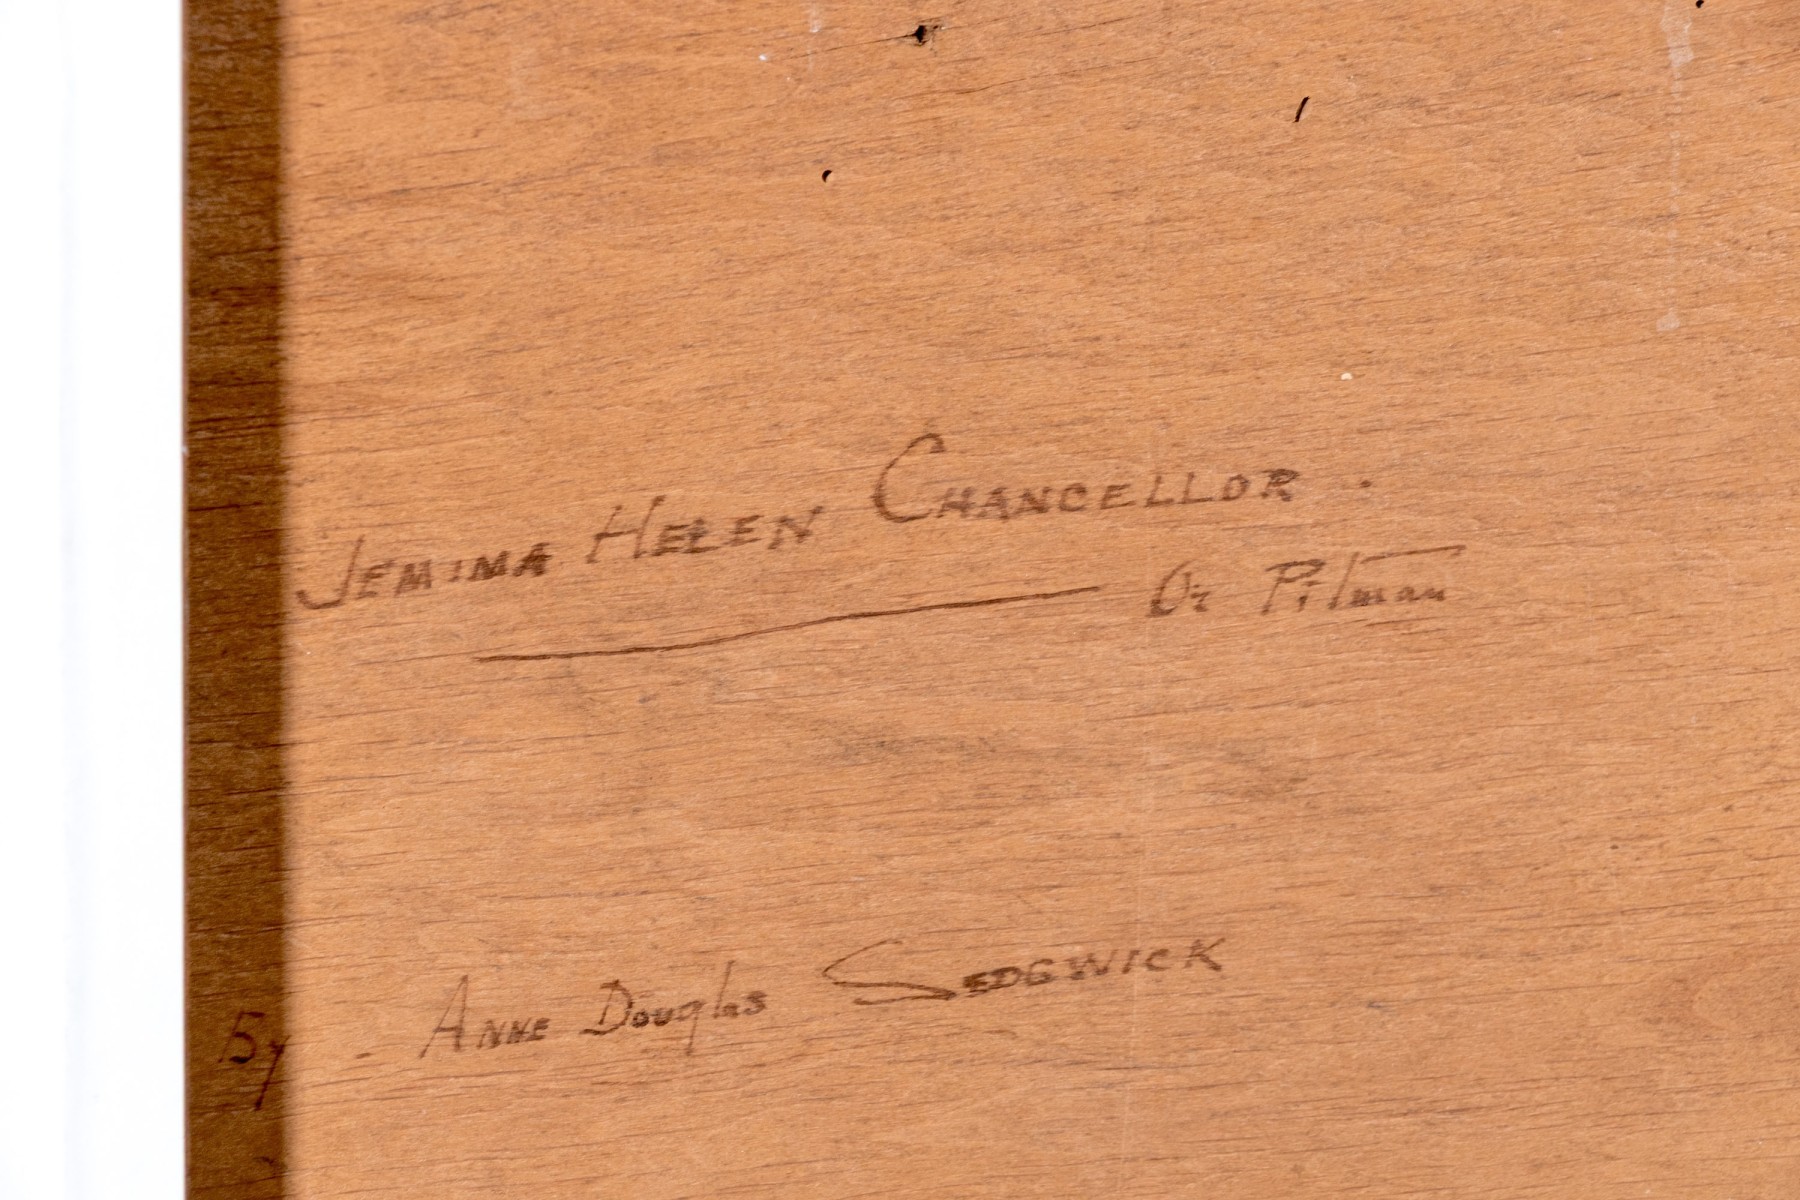 JEMIMA HELEN CHANCELLOR.
Or Pitman
By - ANNE Douglas SEDGWICK